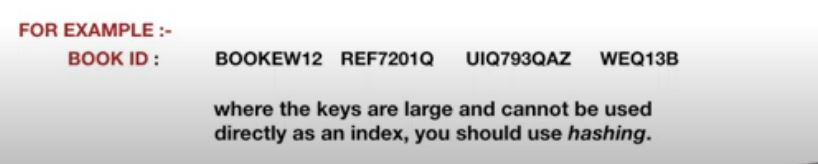 FOR EXAMPLE :-
BOOK ID : BOOKEW12 REF7201Q UIQ793QAZ WEQ13B
where the keys are large and cannot be used
directly as an index, you should use hashing.